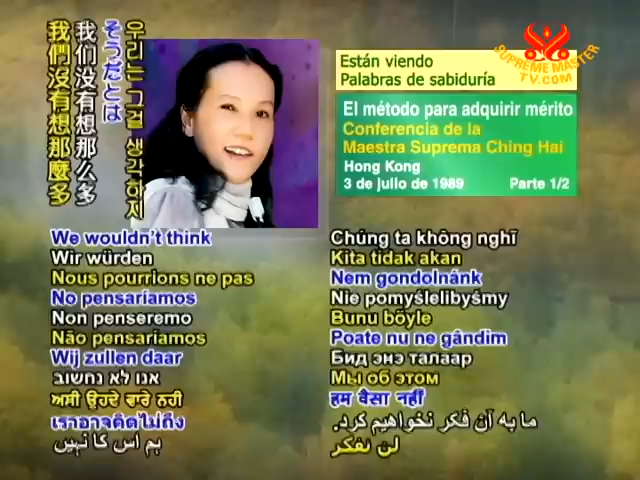 我們沒有想那麼多
我们没有想那么多
そうだとは
우리는 그걸 생각하지
SUPREME MASTER
TV.COM
Están viendo
Palabras de sabiduría
El método para adquirir mérito
Conferencia de la
Maestra Suprema Ching Hai
Hong Kong
3 de julio de 1989 Parte 1/2
We wouldn't think
Wir würden
Nous pourrions ne pas
No pensaríamos
Non penseremo
Não pensaríamos
Wij zullen daar
אנו לא נחשוב
ਅਸੀ ਉਹਦੇ ਵਾਰੇ ਨਹੀ
เราอาจคิดไม่ถึง
ہم اس کا نہیں
Chúng ta không nghĩ
Kita tidak akan
Nem gondolnánk
Nie pomyślelibyśmy
Bunu böyle
Poate nu ne gândim
Бид энэ талаар
Мы об этом
हम वैसा नहीं
ما به آن فکر نخواهیم کرد.
لن نفكر